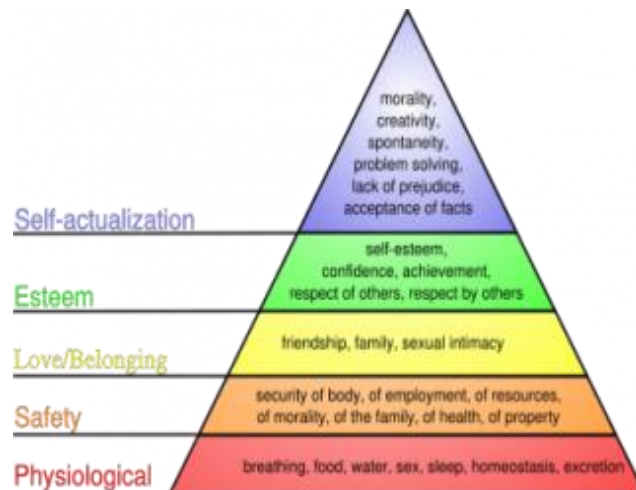 morality,
creativity,
spontaneity,
problem solving,
lack of prejudice,
acceptance of facts
Self-actualization
self-esteem,
confidence, achievement,
respect of others, respect by others
Esteem
friendship, family, sexual intimacy
Love/Belonging
security of body, of employment, of resources,
of morality, of the family, of health, of property
Safety
breathing, food, water, sex, sleep, homeostasis, excretion
Physiological